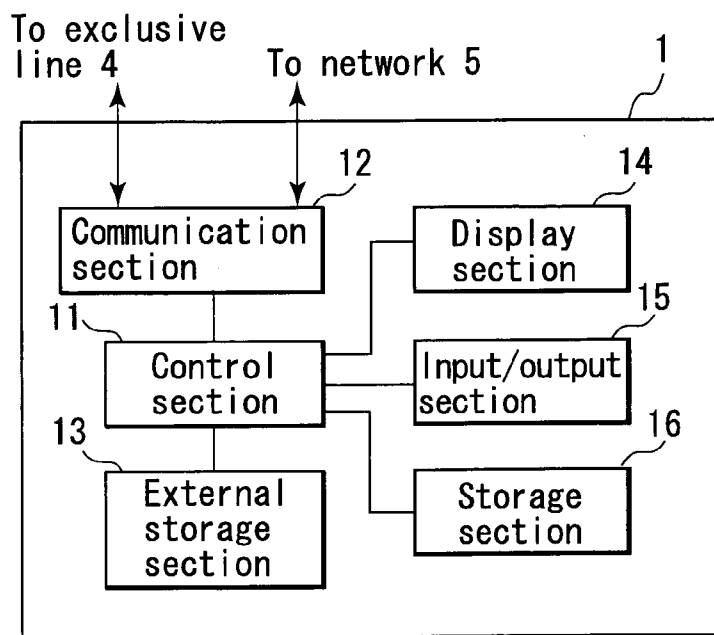 To exclusive
line 4
To network 5
1
12
Communication
section
14
Display
section
11
Control
section
15
Input/output
section
13
External
storage
section
16
Storage
section